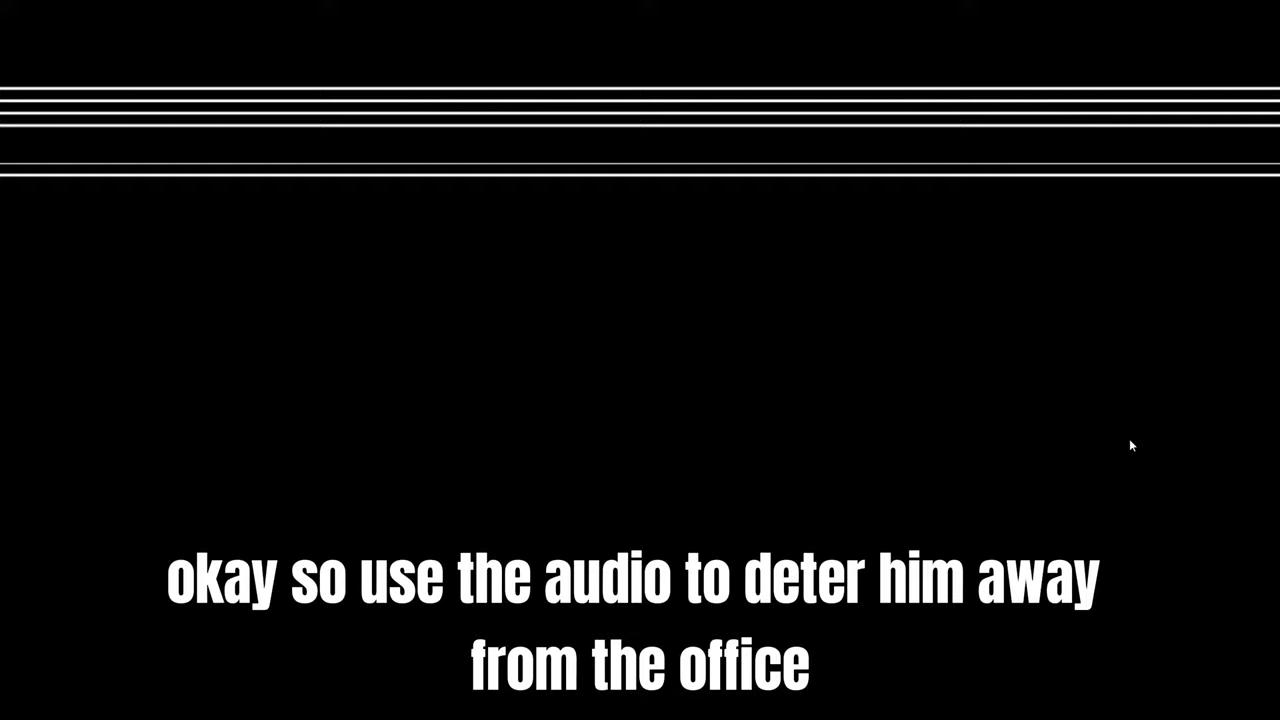 okay so use the audio to deter him away
from the office